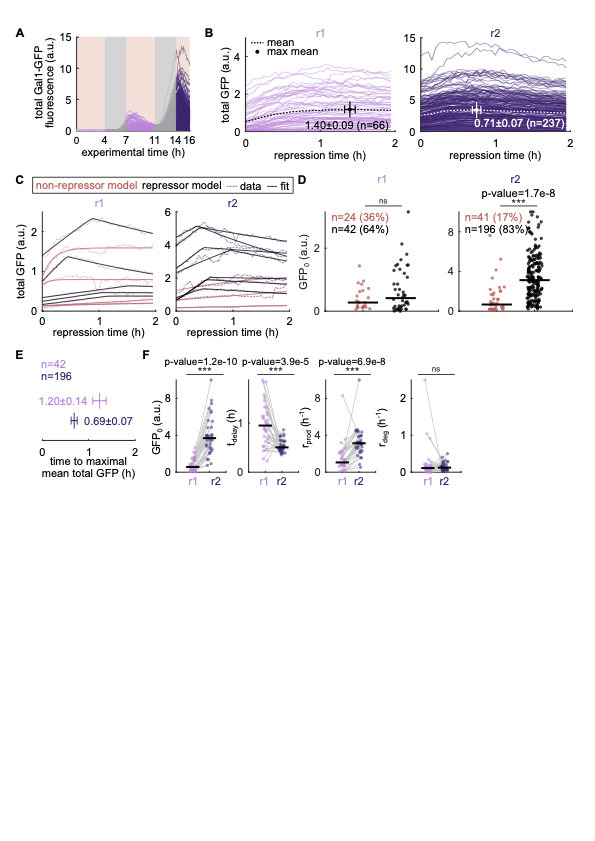 A
total Gal1-GFP
fluorescence (a.u.)
15
10
5
0
0 4 7 11 14 16
experimental time (h)
B
r1
r2
mean
max mean
total GFP (a.u.)
4
2
0
1.40±0.09 (n=66)
0 1 2
repression time (h)
15
10
5
0
0.71±0.07 (n=237)
0 1 2
repression time (h)
C
non-repressor model repressor model data fit
r1
r2
total GFP (a.u.)
2
1
0
0 1 2
repression time (h)
6
4
2
0
0 1 2
repression time (h)
D
r1
r2
ns
n=24 (36%)
n=42 (64%)
GFP0 (a.u.)
2
0
p-value=1.7e-8
***
n=41 (17%)
n=196 (83%)
8
4
0
E
n=42
n=196
1.20±0.14
0.69±0.07
0 1 2
time to maximal
mean total GFP (h)
F
p-value=1.2e-10 p-value=3.9e-5 p-value=6.9e-8
*** *** *** ns
GFP0 (a.u.)
8
4
0
r1 r2
tdelay (h)
1
0
r1 r2
rprod (h-1)
8
4
0
r1 r2
rdeg (h-1)
2
1
0
r1 r2